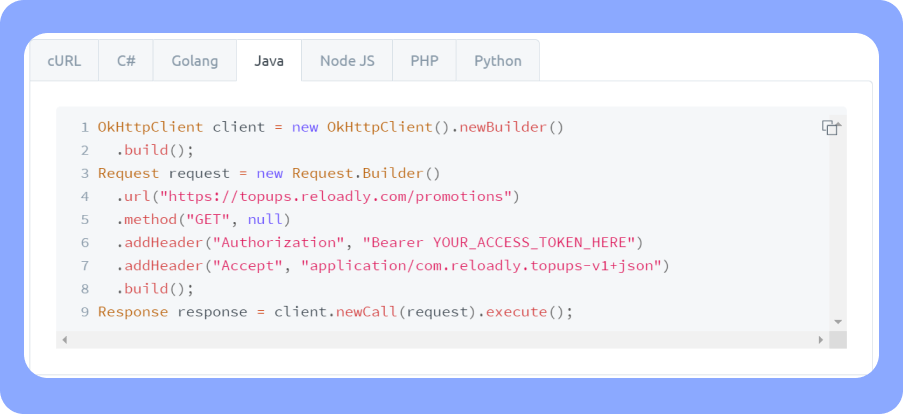 cURL C# Golang Java Node JS PHP Python
1 OkHttpClient client = new OkHttpClient().newBuilder()
2   .build();
3 Request request = new Request.Builder()
4   .url("https://topups.reloadly.com/promotions")
5   .method("GET", null)
6   .addHeader("Authorization", "Bearer YOUR_ACCESS_TOKEN_HERE")
7   .addHeader("Accept", "application/com.reloadly.topups-v1+json")
8   .build();
9 Response response = client.newCall(request).execute();